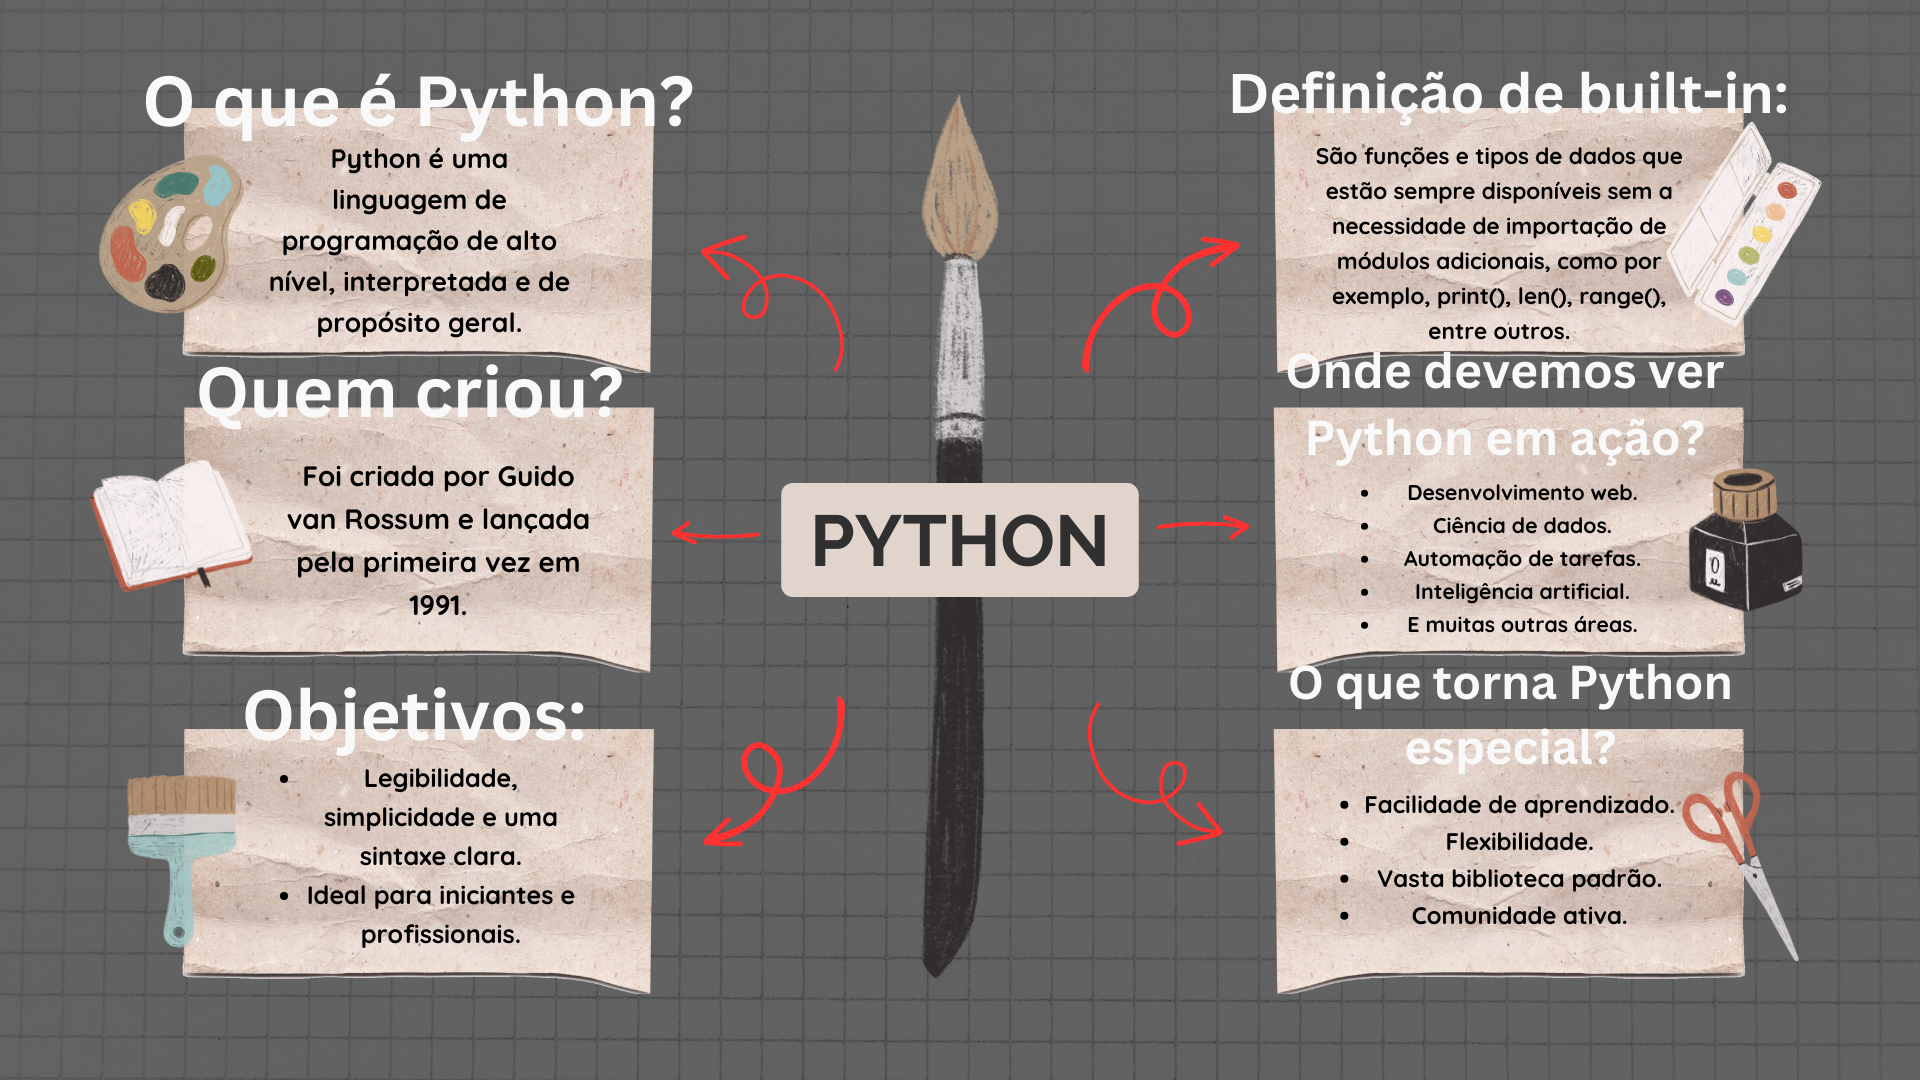 O que é Python?
Python é uma
linguagem de
programação de alto
nível, interpretada e de
propósito geral.
Quem criou?
Foi criada por Guido
van Rossum e lançada
pela primeira vez em
1991.
Objetivos:
• Legibilidade,
simplicidade e uma
sintaxe clara.
• Ideal para iniciantes e
profissionais.
PYTHON
Definição de built-in:
São funções e tipos de dados que
estão sempre disponíveis sem a
necessidade de importação de
módulos adicionais, como por
exemplo, print(), len(), range(),
entre outros.
Onde devemos ver
Python em ação?
• Desenvolvimento web.
• Ciência de dados.
• Automação de tarefas.
• Inteligência artificial.
• E muitas outras áreas.
O que torna Python
especial?
• Facilidade de aprendizado.
• Flexibilidade.
• Vasta biblioteca padrão.
• Comunidade ativa.